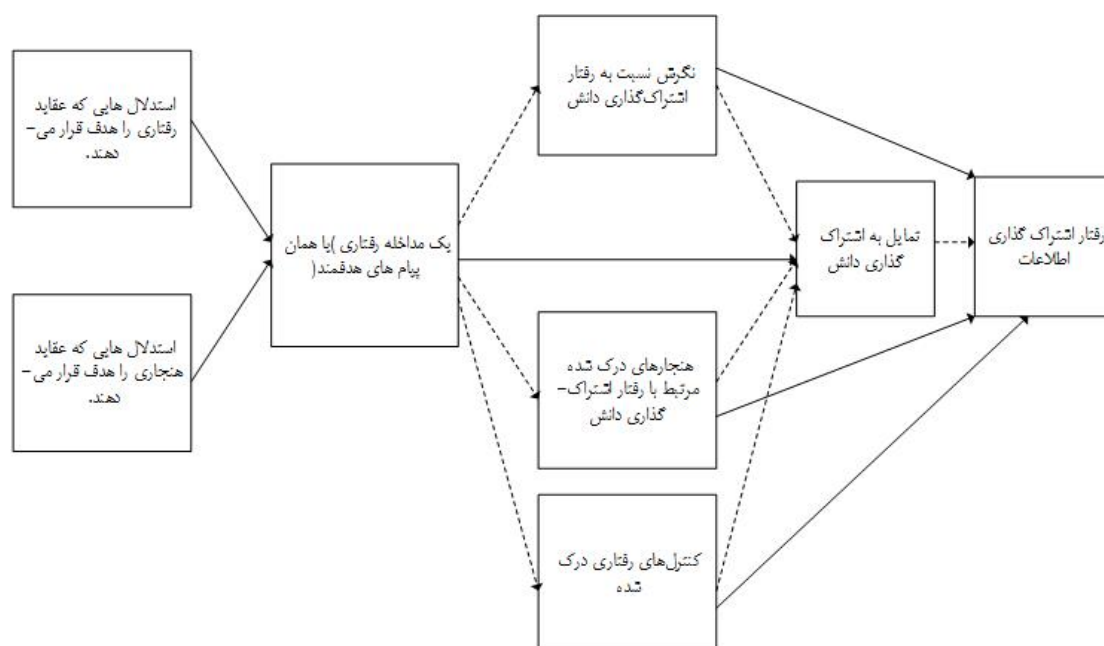 استدلال هایی که عقاید
رفتاری را هدف قرار می-
دهند.
استدلال هایی که عقاید
هنجاری را هدف قرار می-
دهند.
یک مداخله رفتاری )یا همان
پیام های هدفمند(
نگرش نسبت به رفتار
اشتراک‌گذاری دانش
هنجارهای درک شده
مرتبط با رفتار اشتراک-
گذاری دانش
کنترل‌های رفتاری درک
شده
تمایل به اشتراک
گذاری دانش
رفتار اشتراک گذاری
اطلاعات